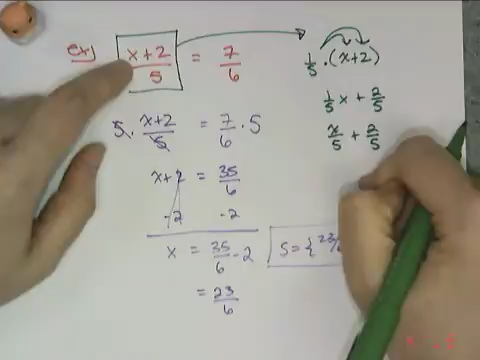 ex) x+2/5 = 7/6
1/5 · (x+2)
1/5 x + 2/5
x/5 + 2/5
5 · x+2/5 = 7/6 · 5
x+2 = 35/6
-2 -2
x = 35/6 - 2
= 23/6
S = { 23/